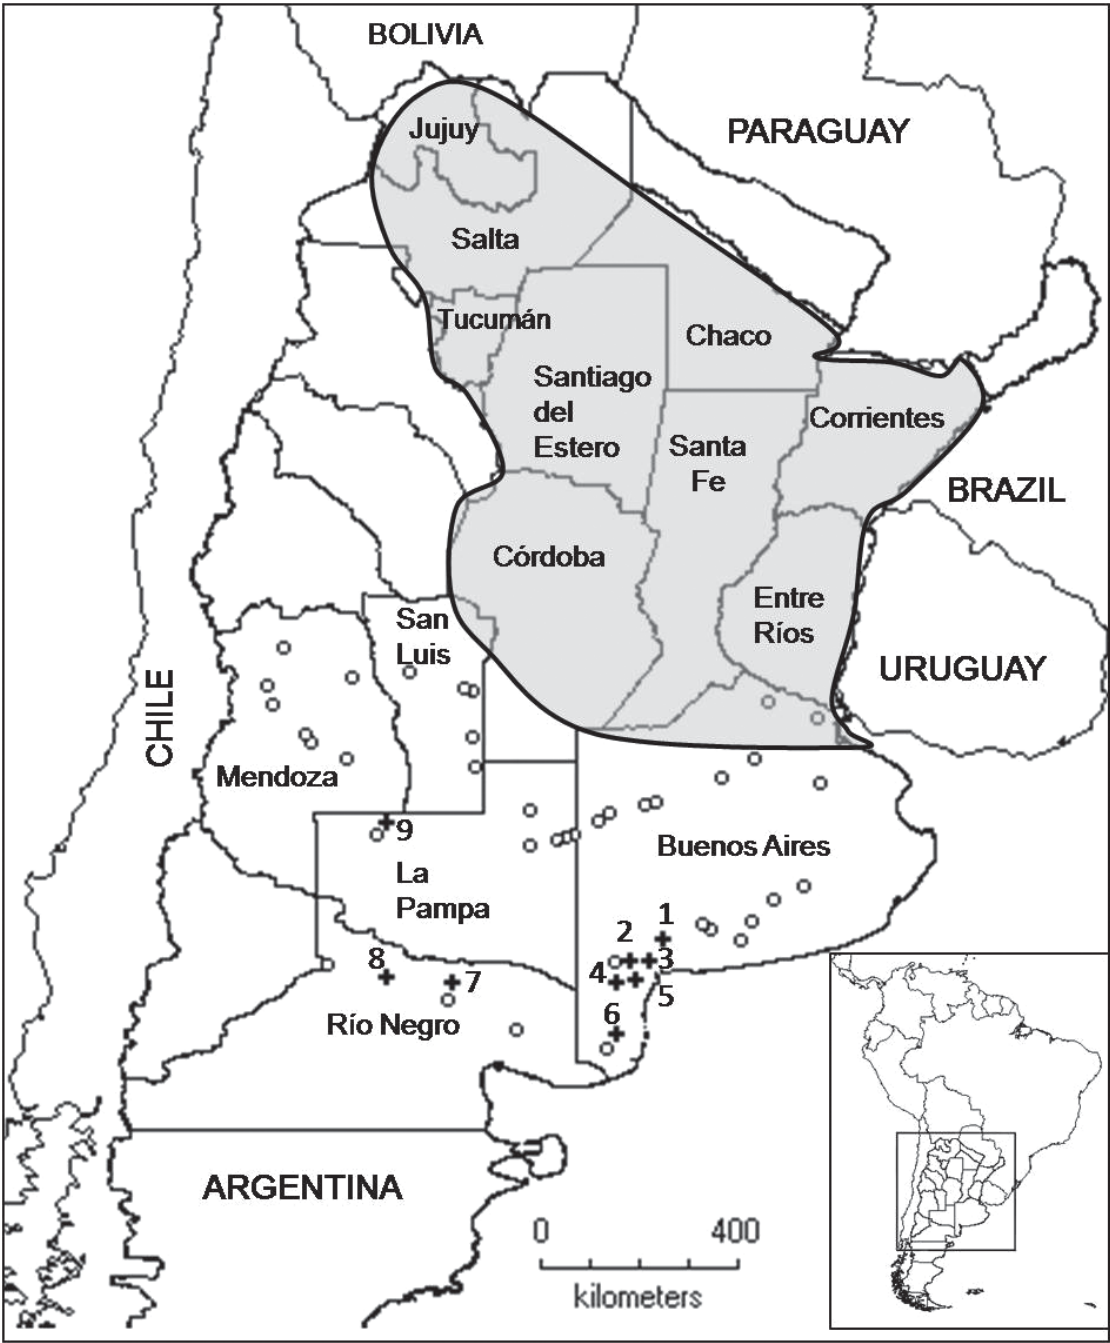 BOLIVIA
PARAGUAY
Jujuy
Salta
Tucumán
Chaco
Santiago
del
Estero
Corrientes
Santa
Fe
BRAZIL
Córdoba
Entre
Ríos
San
Luis
URUGUAY
CHILE
Mendoza
9
Buenos Aires
La
Pampa
1
2
3
8
4
7
5
6
Río Negro
ARGENTINA
0 400
kilometers